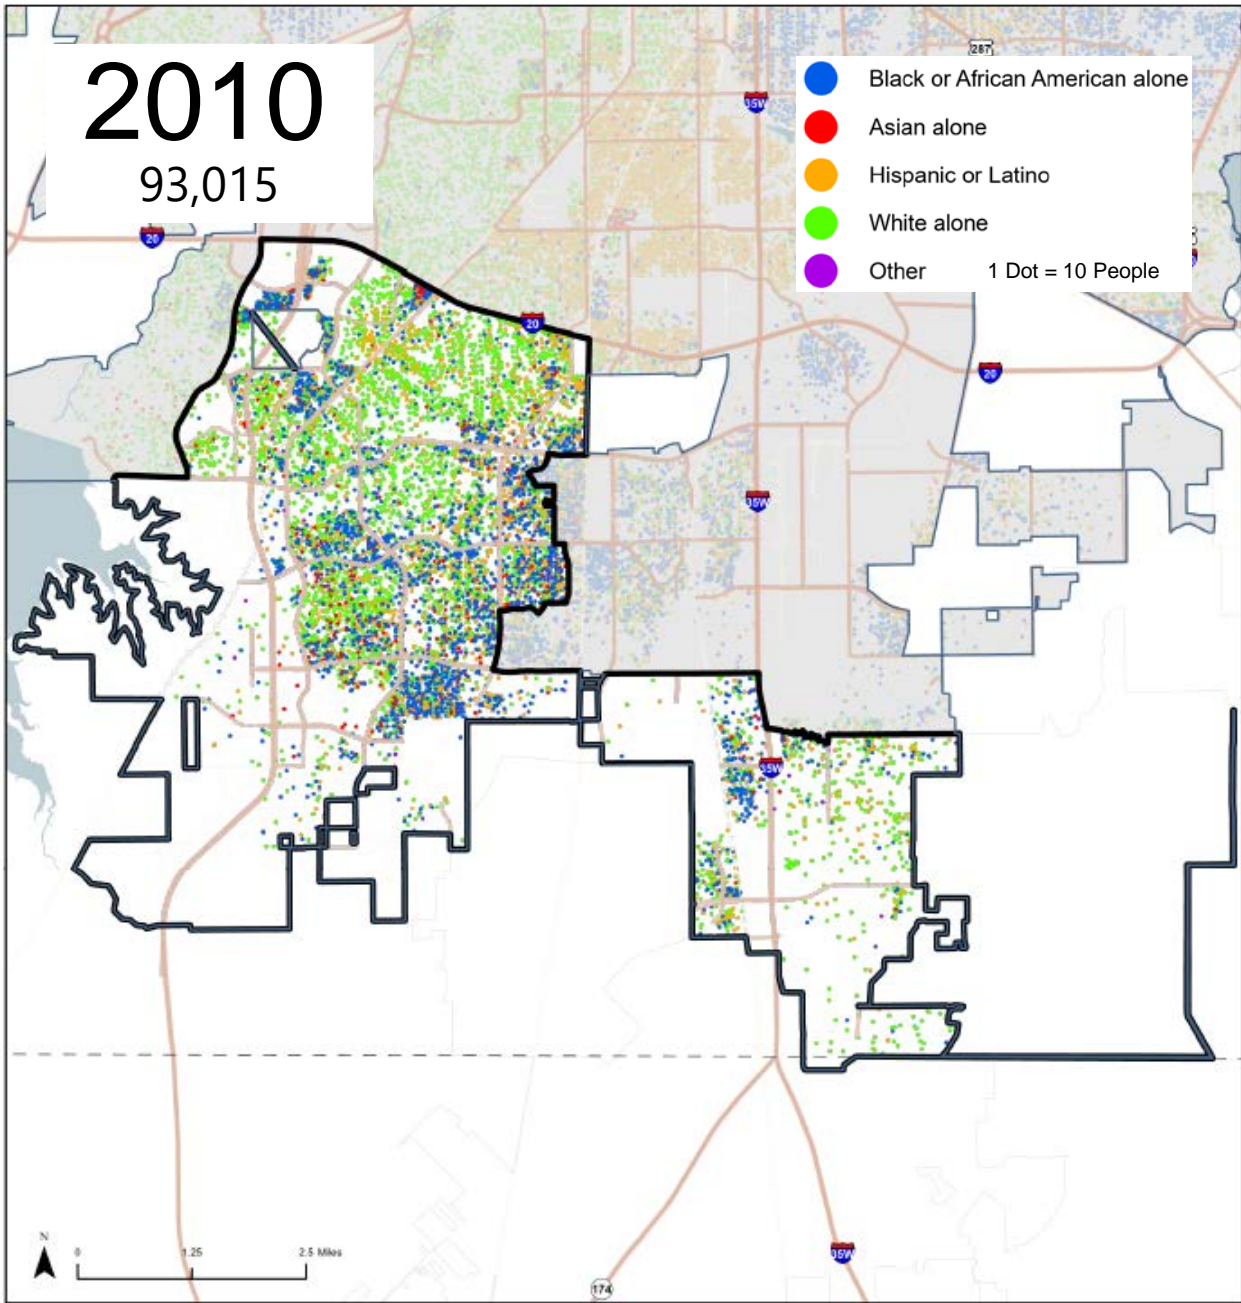 2010
93,015
287
35W
Black or African American alone
Asian alone
Hispanic or Latino
White alone
Other
1 Dot = 10 People
20
20
20
35W
35W
N
0
1.25
2.5 Miles
35W
174